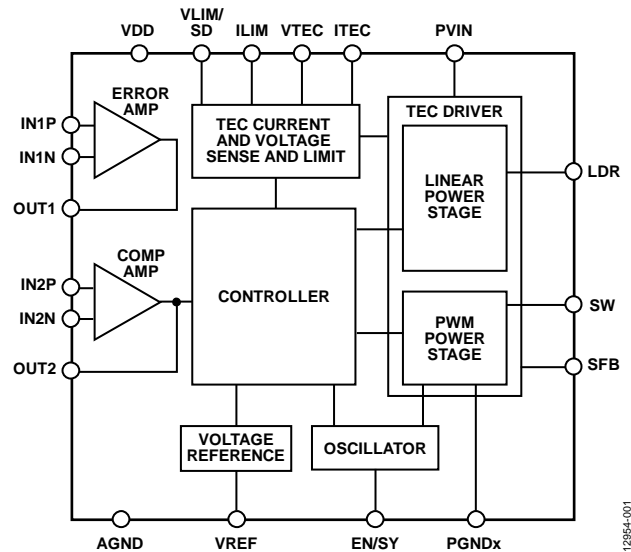 VDD
VLIM/
SD
ILIM
VTEC
ITEC
PVIN
ERROR
AMP
IN1P
IN1N
OUT1
TEC CURRENT
AND VOLTAGE
SENSE AND LIMIT
TEC DRIVER
LINEAR
POWER
STAGE
LDR
COMP
AMP
IN2P
IN2N
OUT2
CONTROLLER
PWM
POWER
STAGE
SW
SFB
VOLTAGE
REFERENCE
OSCILLATOR
AGND
VREF
EN/SY
PGNDx
12954-001